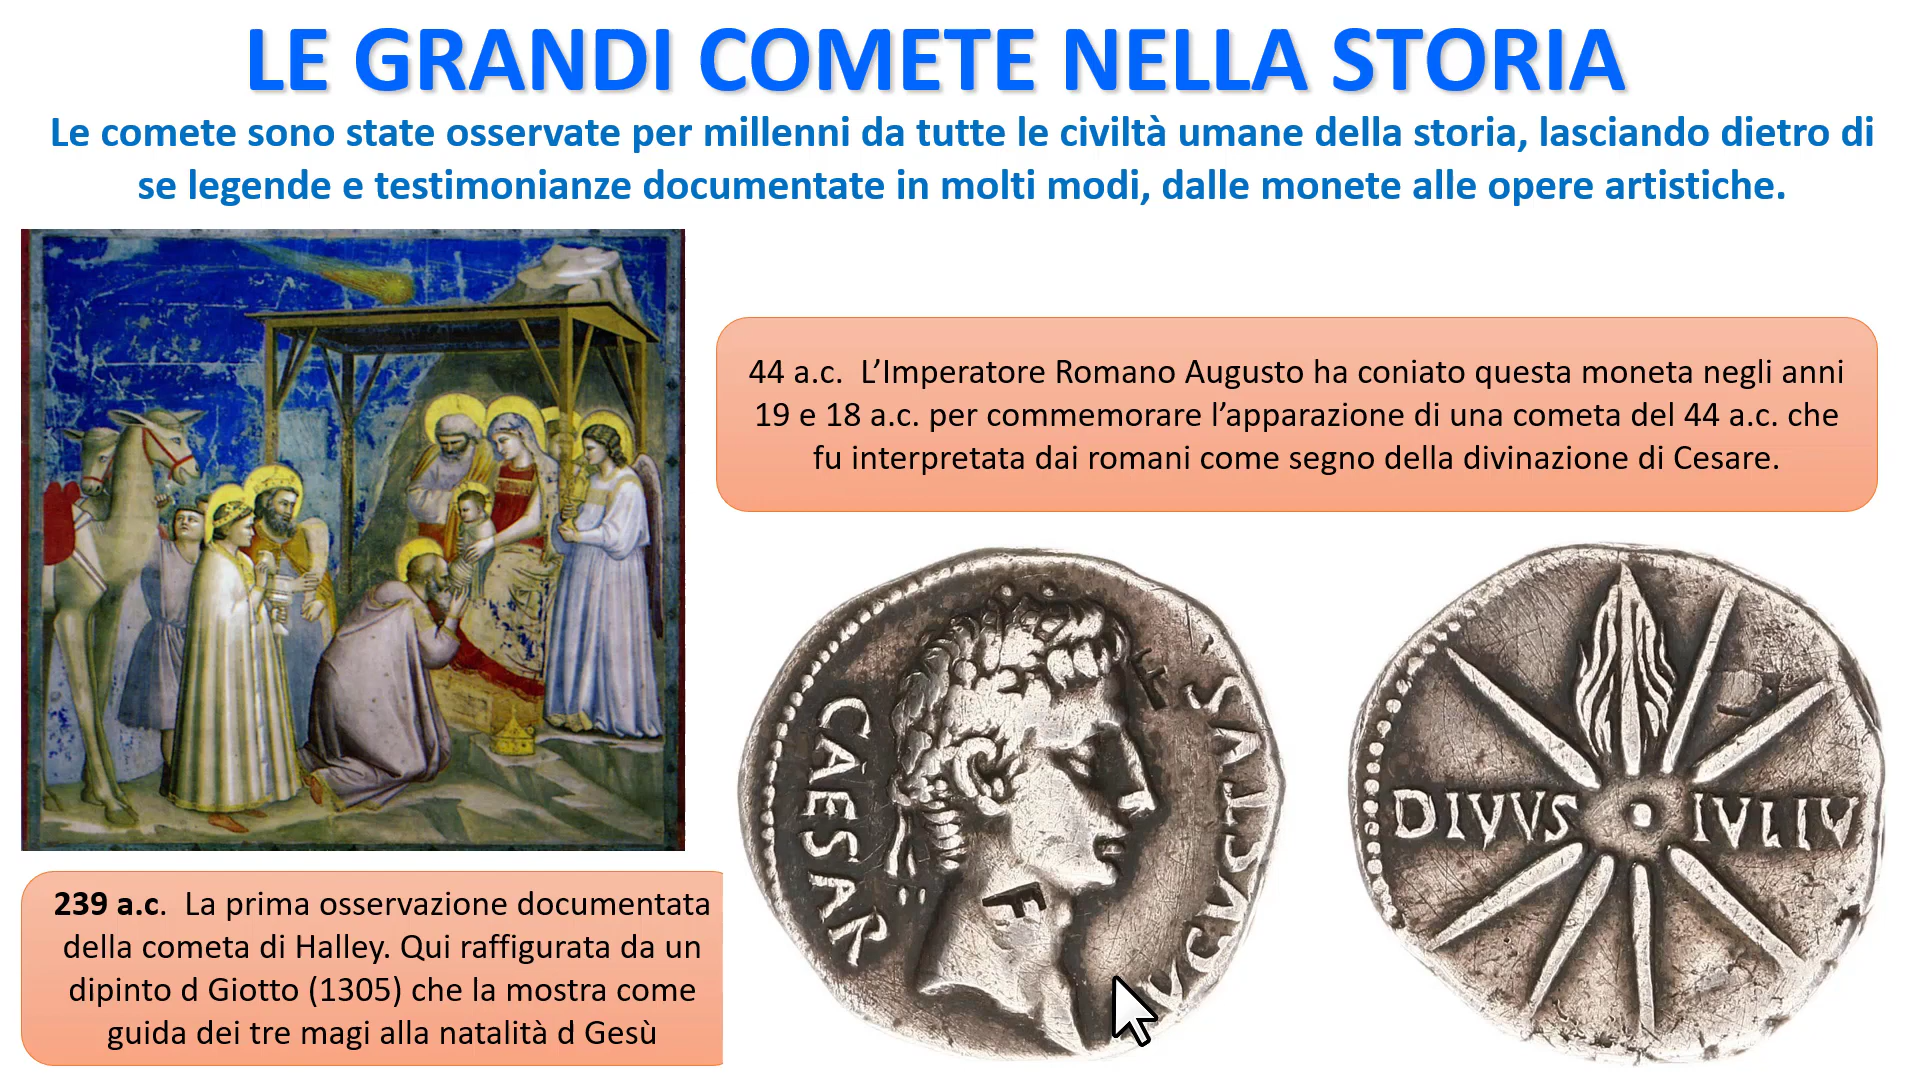 LE GRANDI COMETE NELLA STORIA
Le comete sono state osservate per millenni da tutte le civiltà umane della storia, lasciando dietro di
se legende e testimonianze documentate in molti modi, dalle monete alle opere artistiche.
44 a.c.  L’Imperatore Romano Augusto ha coniato questa moneta negli anni
19 e 18 a.c. per commemorare l’apparazione di una cometa del 44 a.c. che
fu interpretata dai romani come segno della divinazione di Cesare.
239 a.c.  La prima osservazione documentata
della cometa di Halley. Qui raffigurata da un
dipinto d Giotto (1305) che la mostra come
guida dei tre magi alla natalità d Gesù
CAESAR
AVGVSTVS
DIVVS IVLIV